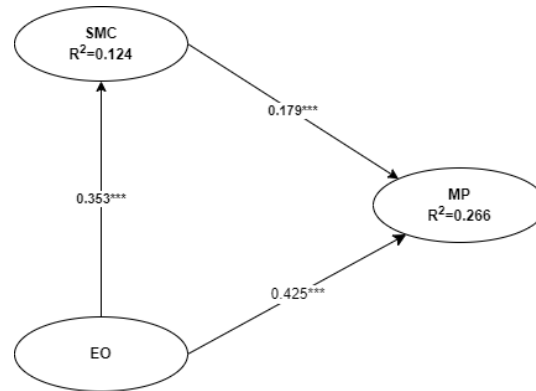 SMC
R²=0.124
0.179***
MP
R²=0.266
0.353***
0.425***
EO